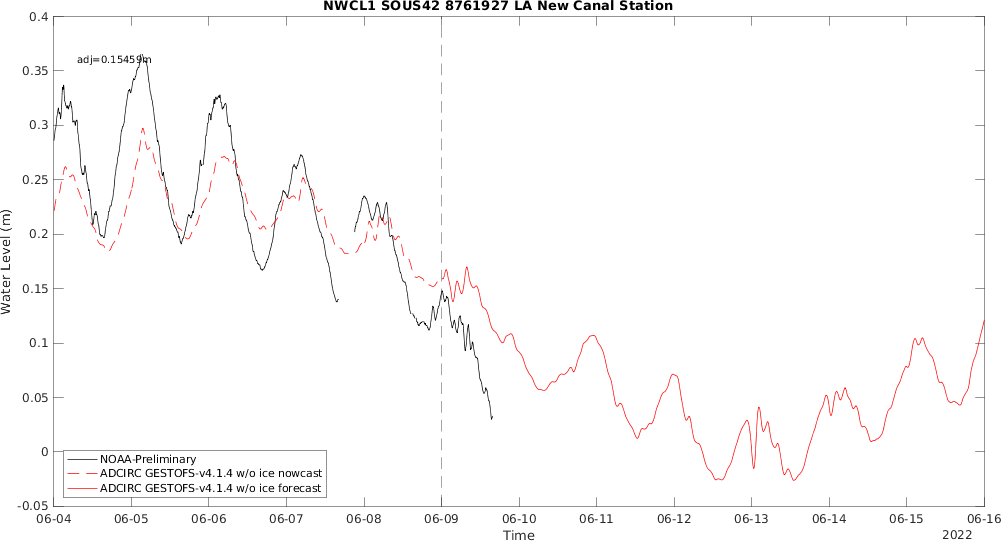 NWCL1 SOUS42 8761927 LA New Canal Station
0.4
0.35
0.3
0.25
0.2
0.15
0.1
0.05
0
-0.05
Water Level (m)
adj=0.15459m
NOAA-Preliminary
ADCIRC GESTOFS-v4.1.4 w/o ice nowcast
ADCIRC GESTOFS-v4.1.4 w/o ice forecast
06-04 06-05 06-06 06-07 06-08 06-09 06-10 06-11 06-12 06-13 06-14 06-15 06-16
Time
2022